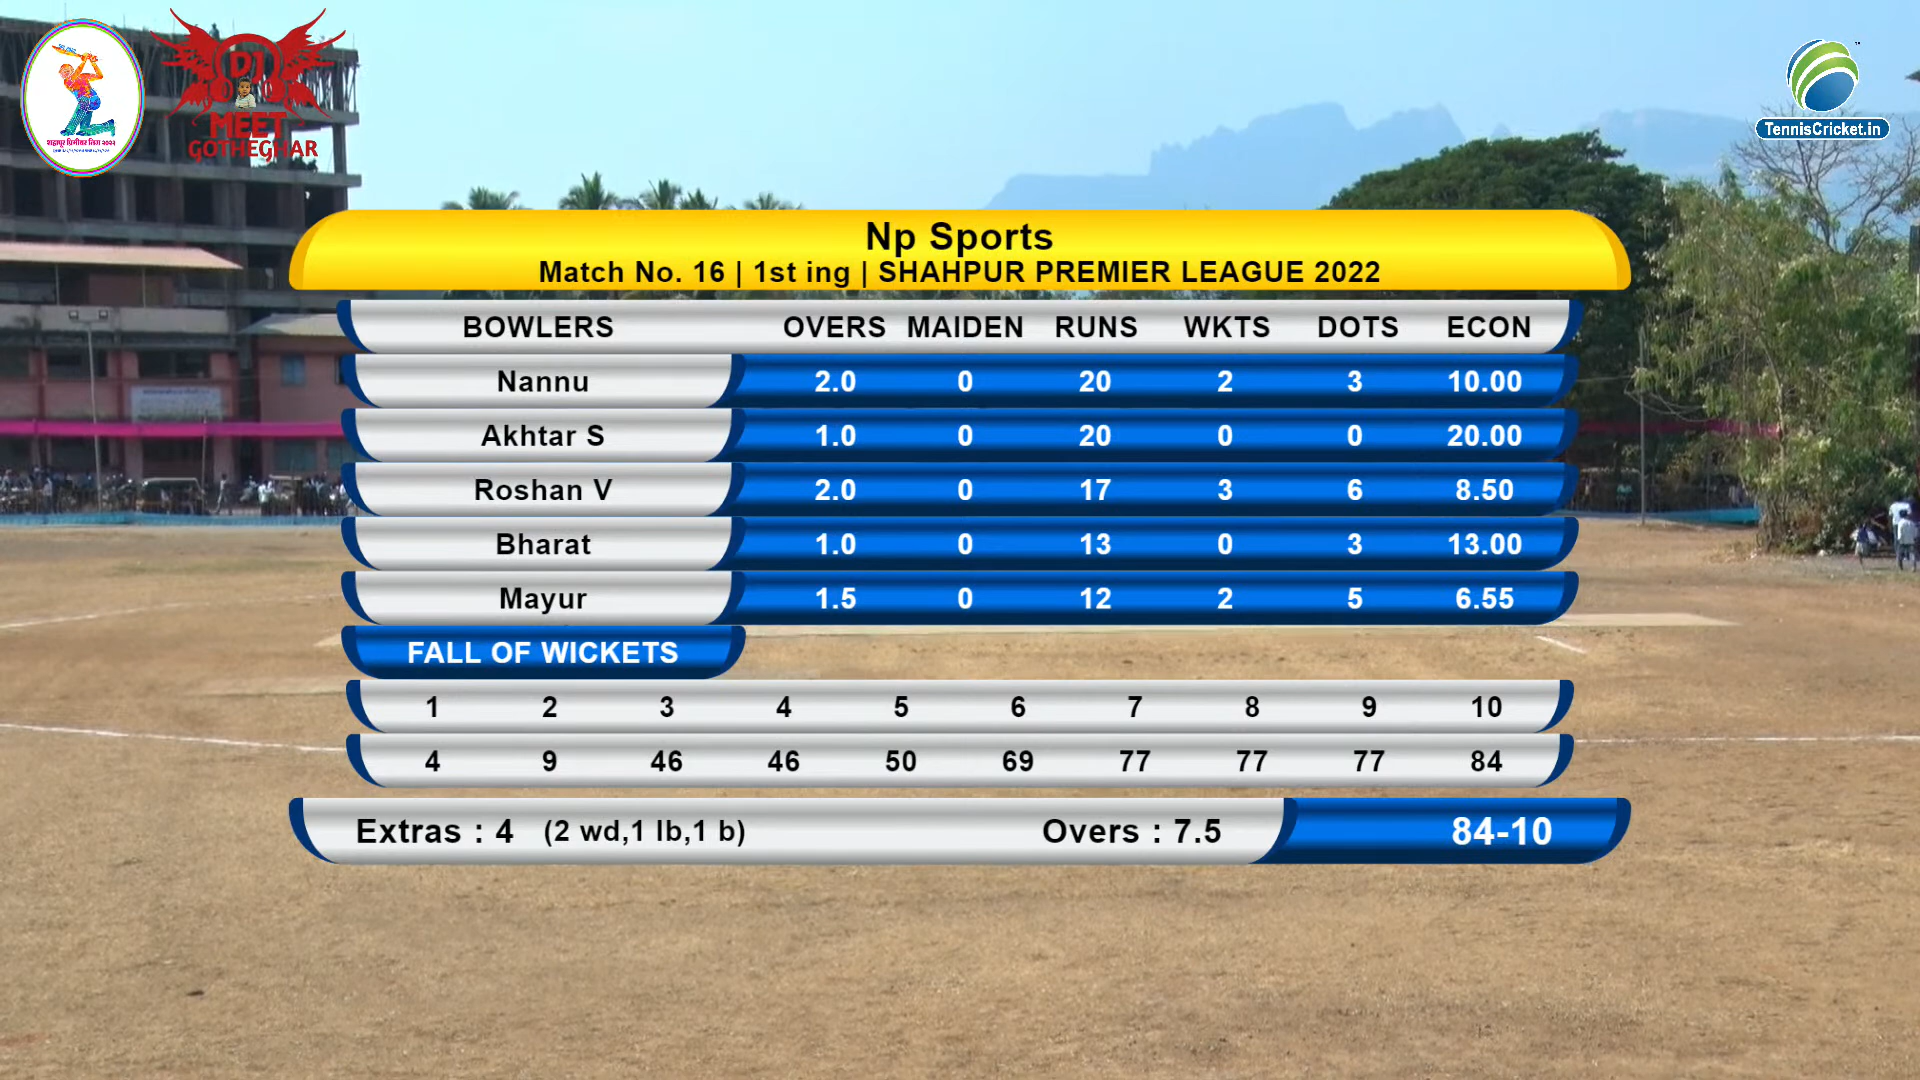 DJ
MEET
GOTHEGHAR
शहापूर प्रिमीयर लिग २०२२
TennisCricket.in
Np Sports
Match No. 16 | 1st ing | SHAHPUR PREMIER LEAGUE 2022
BOWLERS OVERS MAIDEN RUNS WKTS DOTS ECON
Nannu 2.0 0 20 2 3 10.00
Akhtar S 1.0 0 20 0 0 20.00
Roshan V 2.0 0 17 3 6 8.50
Bharat 1.0 0 13 0 3 13.00
Mayur 1.5 0 12 2 5 6.55
FALL OF WICKETS
1 2 3 4 5 6 7 8 9 10
4 9 46 46 50 69 77 77 77 84
Extras : 4 (2 wd,1 lb,1 b) Overs : 7.5 84-10